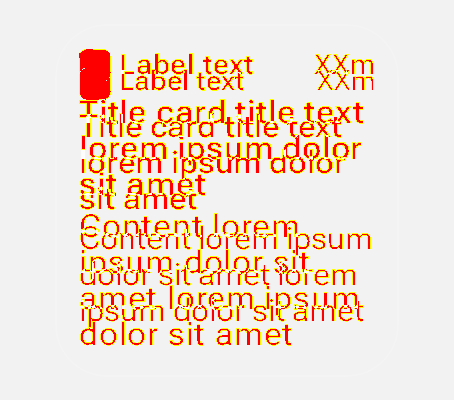 Label text XXm
Label text XXm
Title card title text
Title card title text
lorem ipsum dolor
lorem ipsum dolor
sit amet
sit amet
Content lorem
Content lorem ipsum
ipsum dolor sit
dolor sit amet lorem
amet lorem ipsum
ipsum dolor sit amet
dolor sit amet